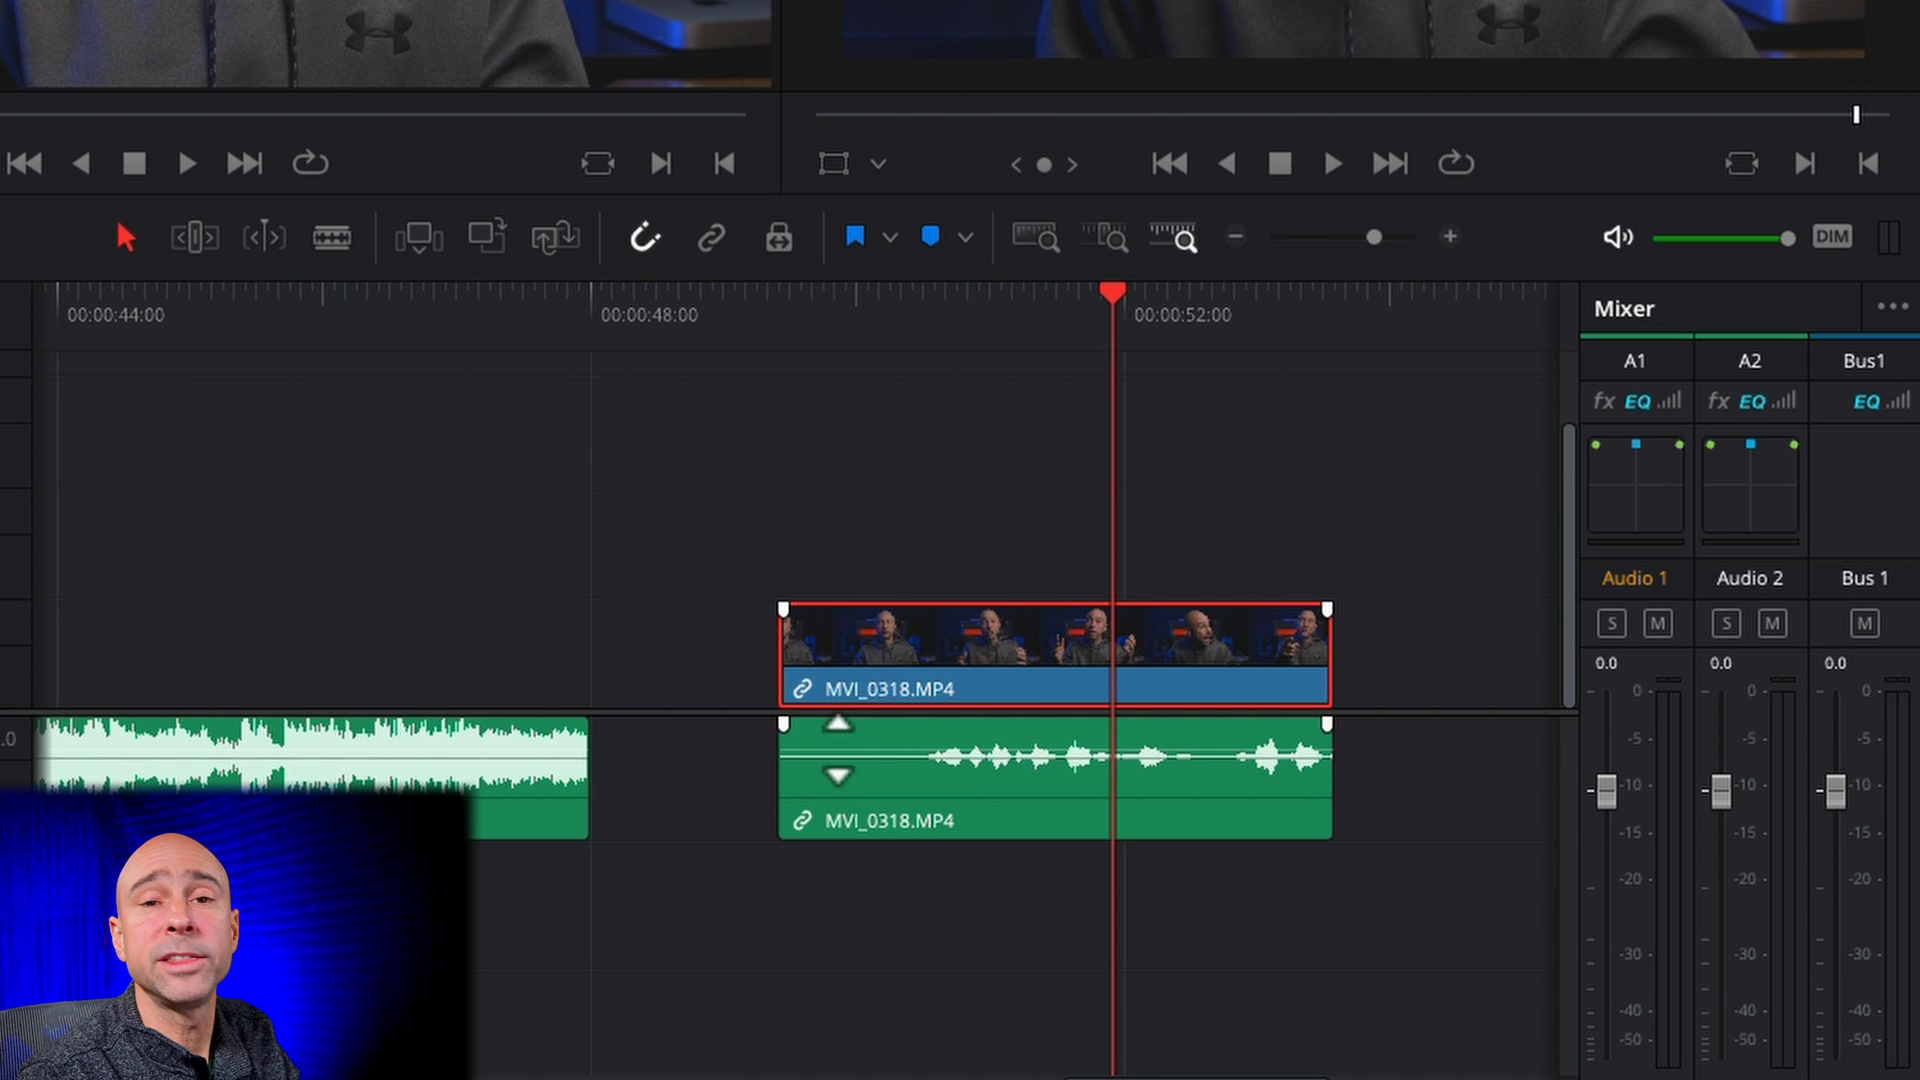 DIM
00:00:44:00
00:00:48:00
00:00:52:00
Mixer
A1
A2
Bus1
fx EQ
fx EQ
EQ
Audio 1
Audio 2
Bus 1
S M
S M
M
0.0
0.0
0.0
0
-5
-10
-15
-20
-30
-40
-50
0
-5
-10
-15
-20
-30
-40
-50
0
-5
-10
-15
-20
-30
-40
-50
MVI_0318.MP4
.0
MVI_0318.MP4